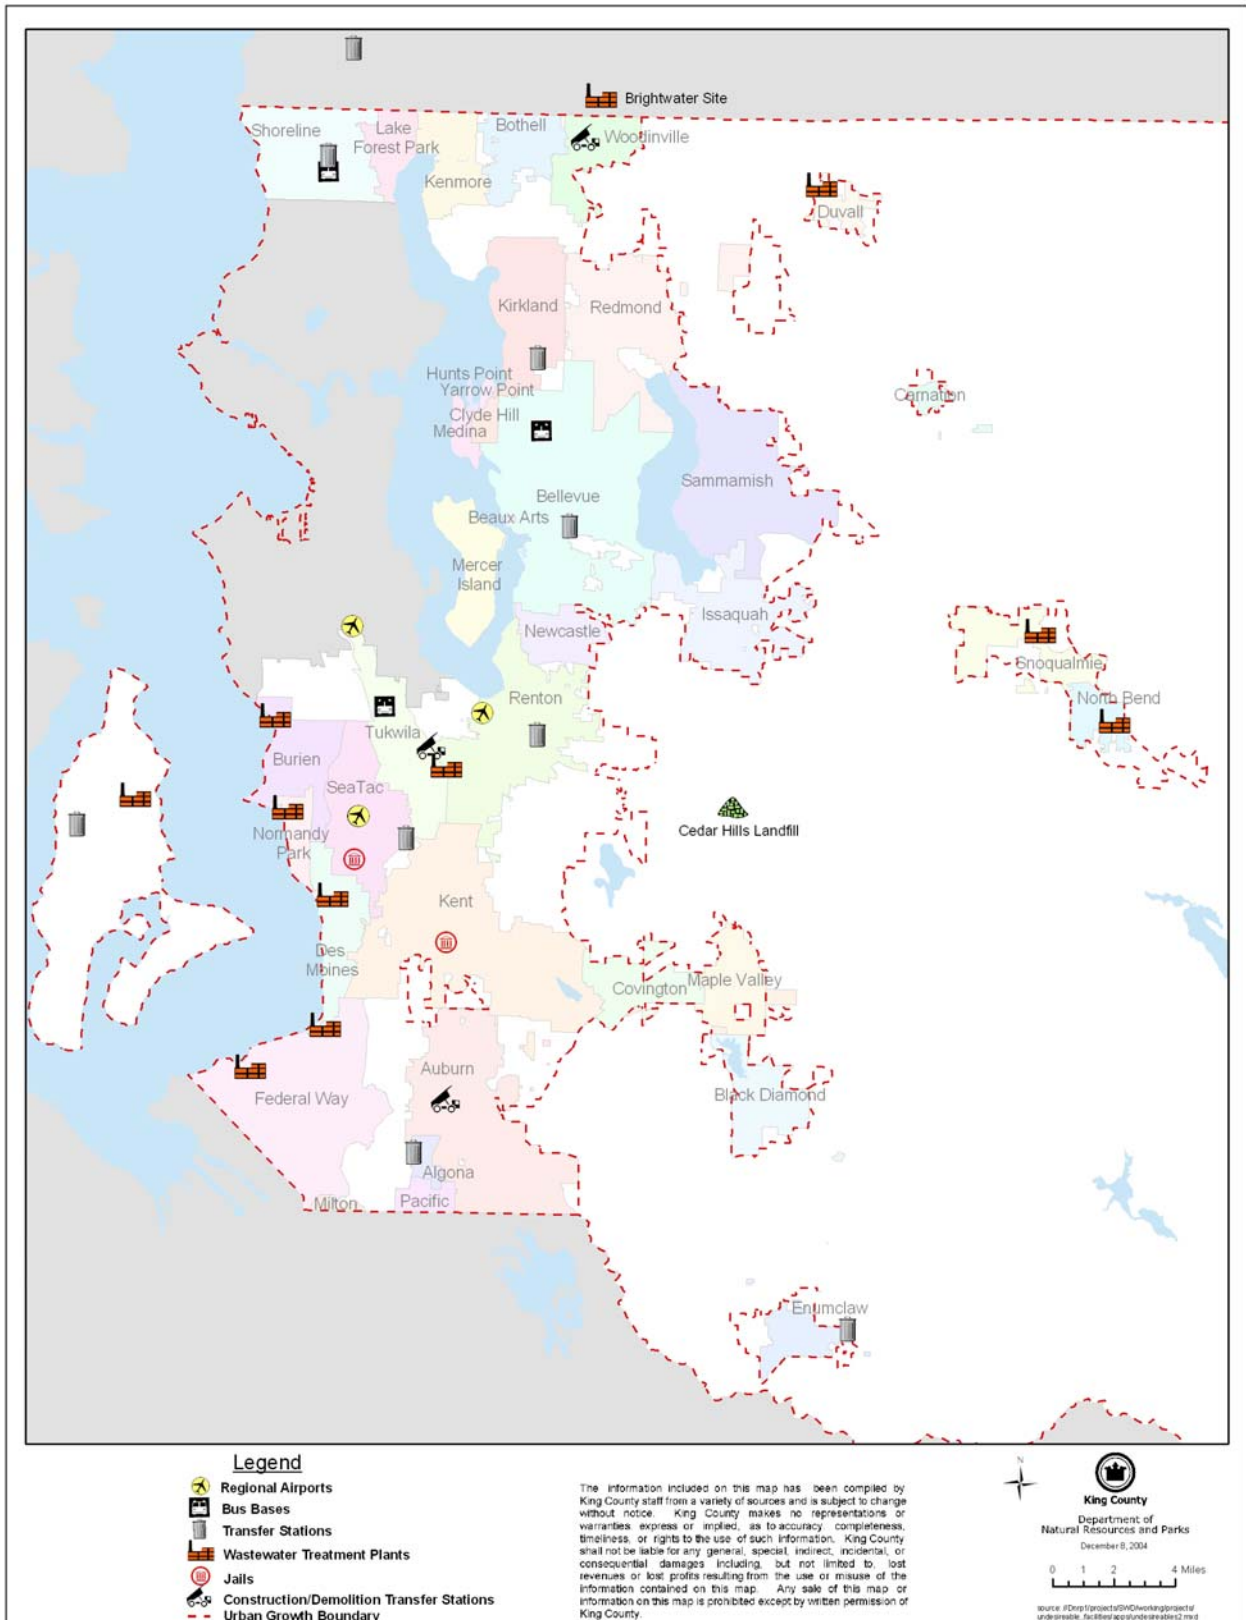 Brightwater Site
Shoreline
Lake
Forest Park
Bothell
Woodinville
Kenmore
Duvall
Kirkland
Redmond
Hunts Point
Yarrow Point
Clyde Hill
Medina
Carnation
Bellevue
Sammamish
Beaux Arts
Mercer
Island
Issaquah
Newcastle
Snoqualmie
North Bend
Renton
Tukwila
Burien
SeaTac
Normandy
Park
Cedar Hills Landfill
Kent
Des
Moines
Covington
Maple Valley
Auburn
Federal Way
Black Diamond
Algona
Milton
Pacific
Enumclaw
Legend
Regional Airports
Bus Bases
Transfer Stations
Wastewater Treatment Plants
Jails
Construction/Demolition Transfer Stations
Urban Growth Boundary
The information included on this map has been compiled by
King County staff from a variety of sources and is subject to change
without notice. King County makes no representations or
warranties, express or implied, as to accuracy, completeness,
timeliness, or rights to the use of such information. King County
shall not be liable for any general, special, indirect, incidental, or
consequential damages including, but not limited to, lost
revenues or lost profits resulting from the use or misuse of the
information contained on this map. Any sale of this map or
information on this map is prohibited except by written permission of
King County.
N
King County
Department of
Natural Resources and Parks
December 8, 2004
0 1 2 4 Miles